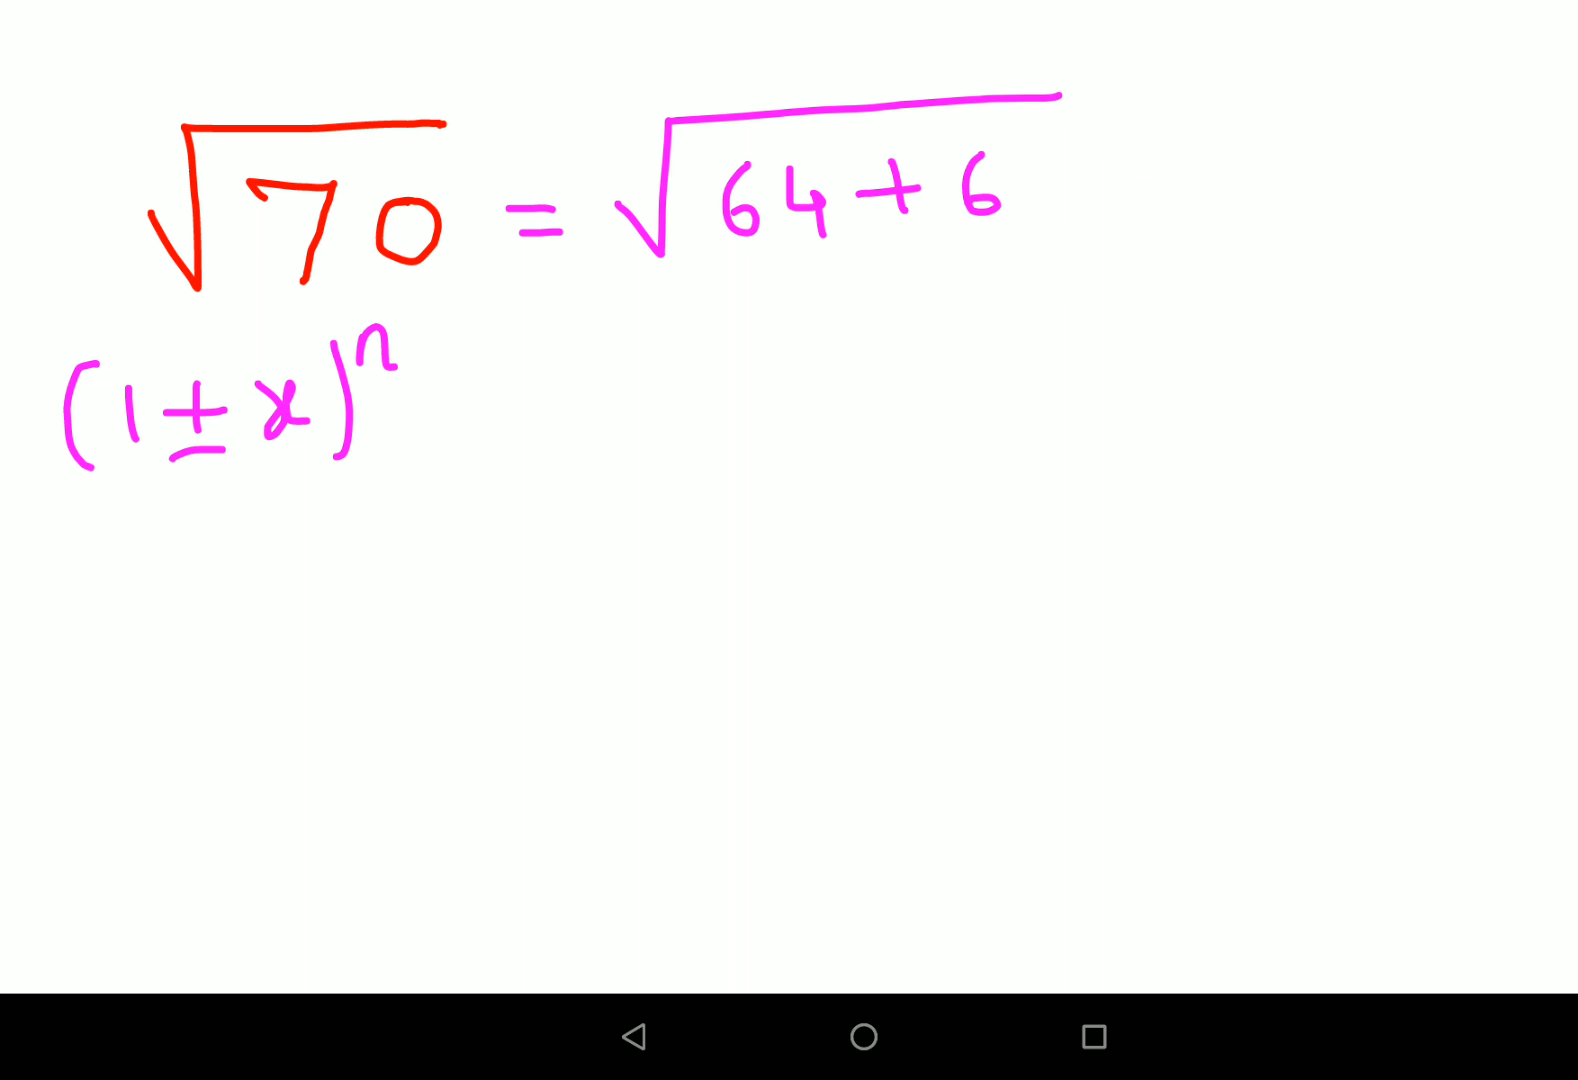 √70 = √64+6
(1±x)ⁿ